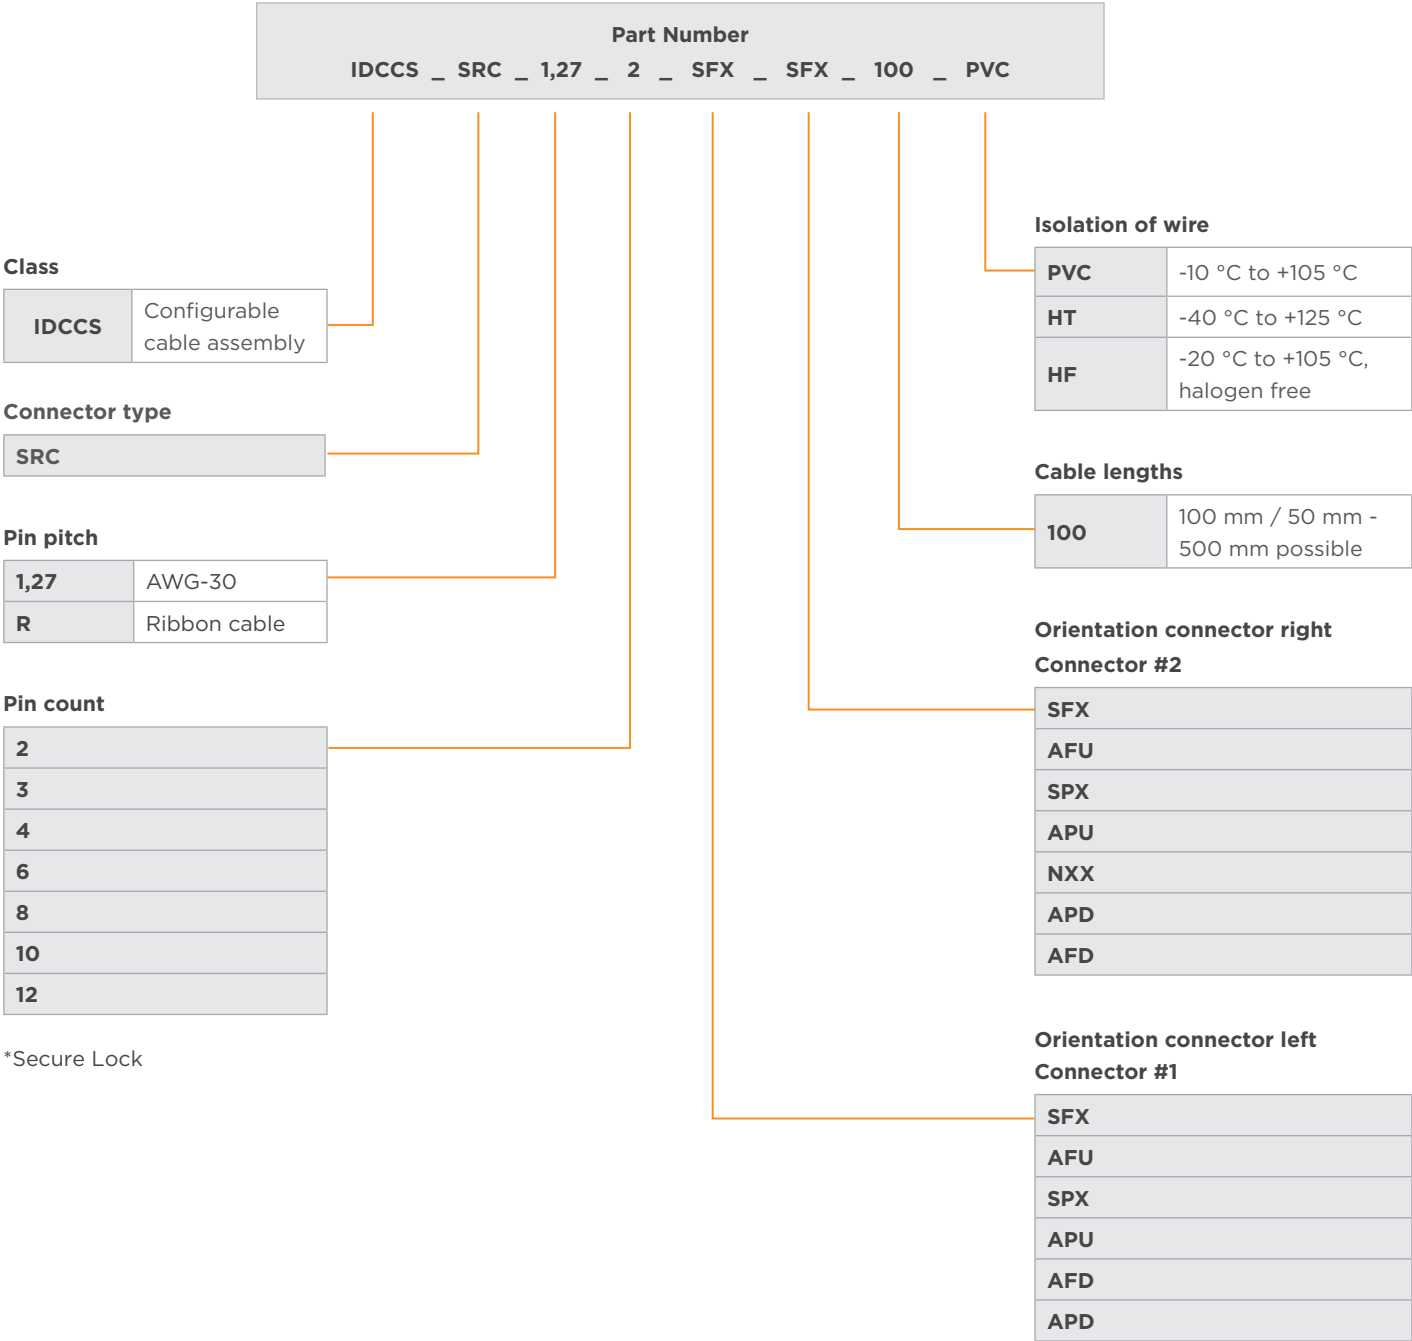 Part Number
IDCCS _ SRC _ 1,27 _ 2 _ SFX _ SFX _ 100 _ PVC
Class
IDCCS Configurable
cable assembly
Connector type
SRC
Pin pitch
1,27 AWG-30
R Ribbon cable
Pin count
2
3
4
6
8
10
12
*Secure Lock
Isolation of wire
PVC -10 °C to +105 °C
HT -40 °C to +125 °C
HF -20 °C to +105 °C,
halogen free
Cable lengths
100 100 mm / 50 mm -
500 mm possible
Orientation connector right
Connector #2
SFX
AFU
SPX
APU
NXX
APD
AFD
Orientation connector left
Connector #1
SFX
AFU
SPX
APU
AFD
APD